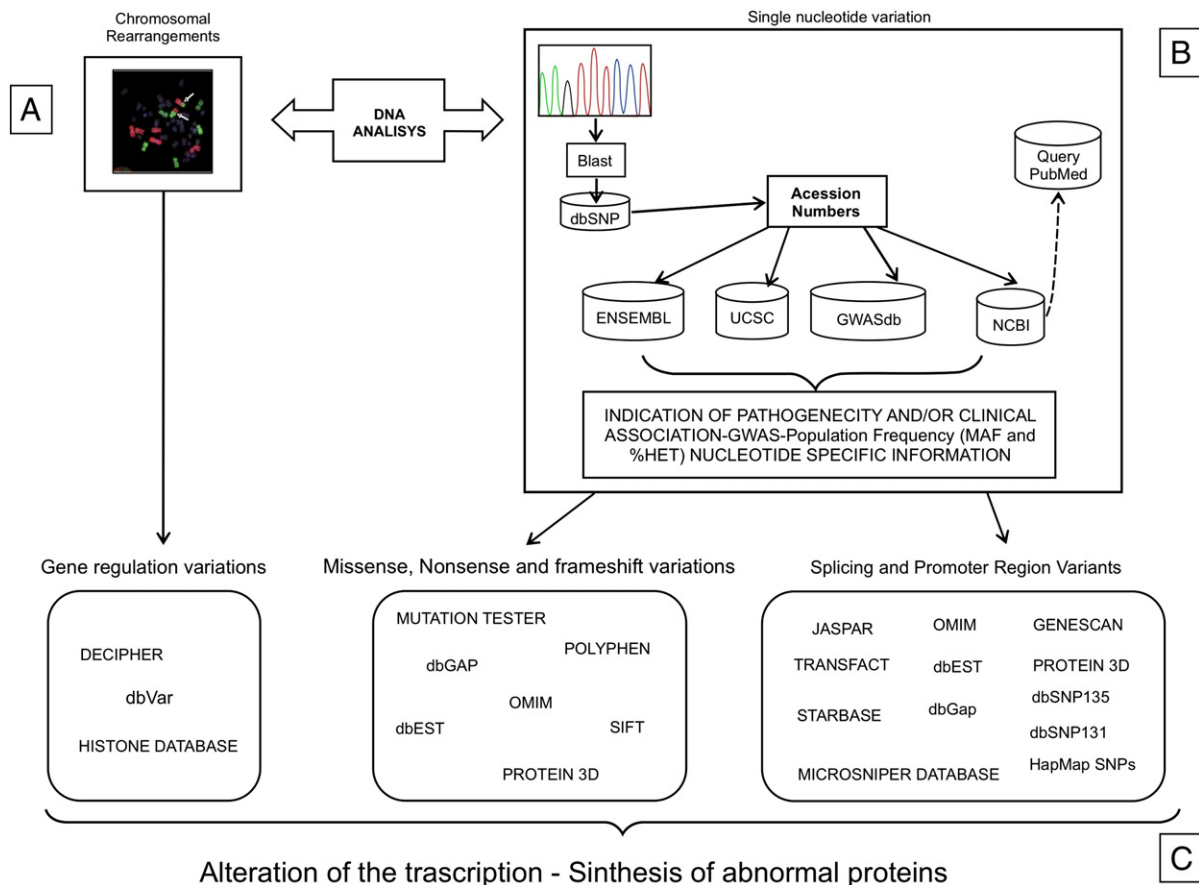 Chromosomal
Rearrangements
Single nucleotide variation
A
B
DNA
ANALISYS
Blast
dbSNP
Acession
Numbers
Query
PubMed
ENSEMBL
UCSC
GWASdb
NCBI
INDICATION OF PATHOGENECITY AND/OR CLINICAL
ASSOCIATION-GWAS-Population Frequency (MAF and
%HET) NUCLEOTIDE SPECIFIC INFORMATION
Gene regulation variations
DECIPHER
dbVar
HISTONE DATABASE
Missense, Nonsense and frameshift variations
MUTATION TESTER
POLYPHEN
dbGAP
OMIM
dbEST
SIFT
PROTEIN 3D
Splicing and Promoter Region Variants
JASPAR
OMIM
GENESCAN
TRANSFACT
dbEST
PROTEIN 3D
STARBASE
dbGap
dbSNP135
dbSNP131
MICROSNIPER DATABASE
HapMap SNPs
C
Alteration of the trascription - Sinthesis of abnormal proteins